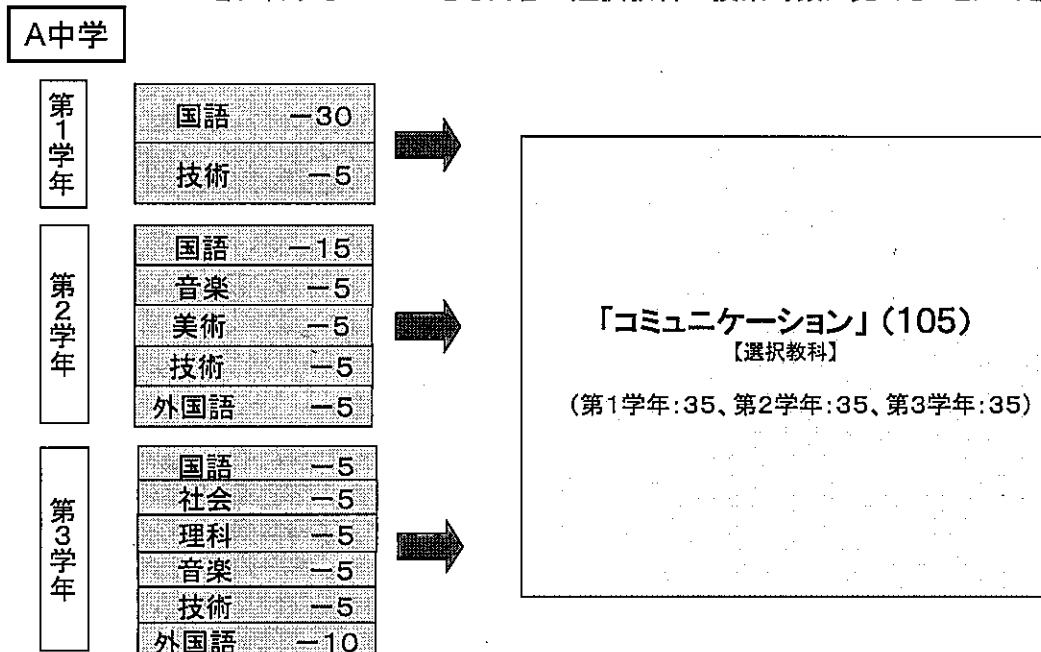 A中学
第1学年
国語 －30
技術 －5
第2学年
国語 －15
音楽 －5
美術 －5
技術 －5
外国語 －5
第3学年
国語 －5
社会 －5
理科 －5
音楽 －5
技術 －5
外国語 －10
「コミュニケーション」（105）
【選択教科】
（第1学年：35、第2学年：35、第3学年：35）